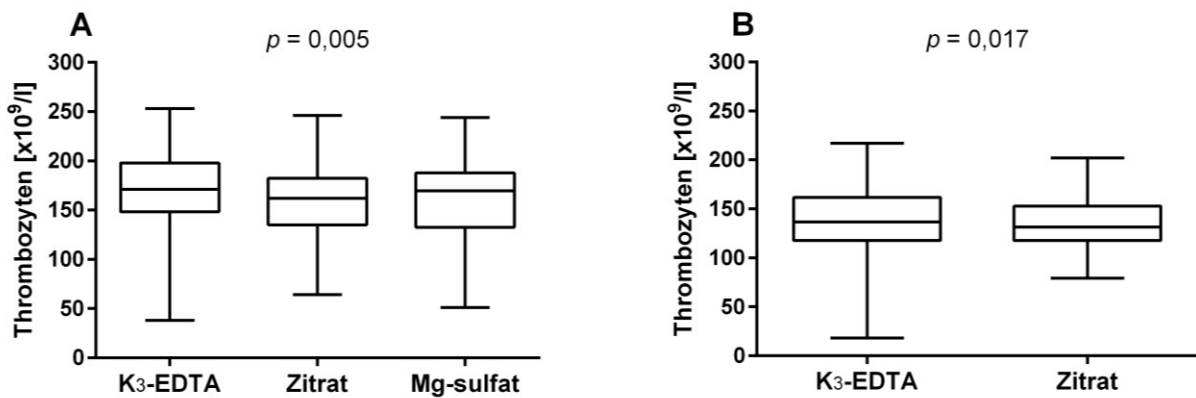 A
p = 0,005
Thrombozyten [x10⁹/l]
300
250
200
150
100
50
0
K₃-EDTA Zitrat Mg-sulfat
B
p = 0,017
Thrombozyten [x10⁹/l]
300
250
200
150
100
50
0
K₃-EDTA Zitrat